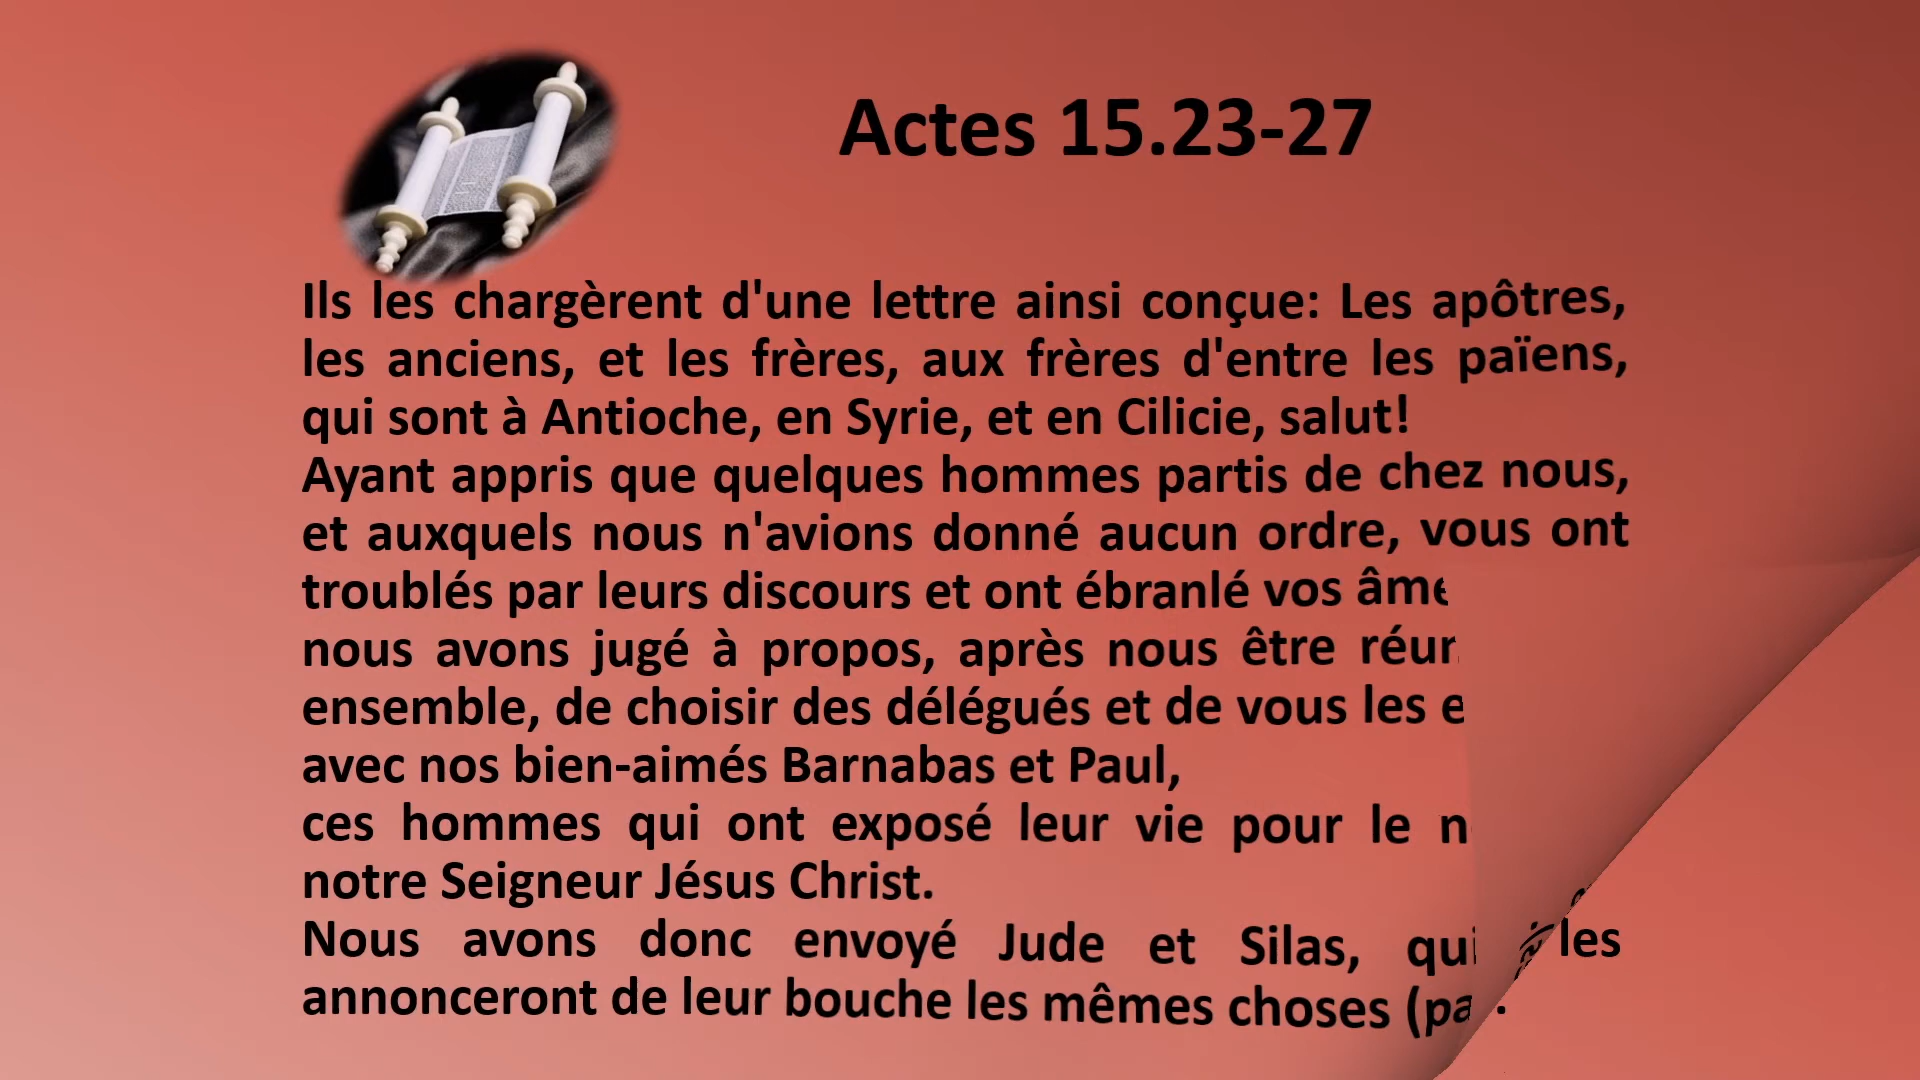 Actes 15.23-27
Ils les chargèrent d'une lettre ainsi conçue: Les apôtres,
les anciens, et les frères, aux frères d'entre les païens,
qui sont à Antioche, en Syrie, et en Cilicie, salut!
Ayant appris que quelques hommes partis de chez nous,
et auxquels nous n'avions donné aucun ordre, vous ont
troublés par leurs discours et ont ébranlé vos
nous avons jugé à propos, après nous être
ensemble, de choisir des délégués et de vous les
avec nos bien-aimés Barnabas et Paul,
ces hommes qui ont exposé leur vie pour le
notre Seigneur Jésus Christ.
Nous avons donc envoyé Jude et Silas, les
annonceront de leur bouche les mêmes choses